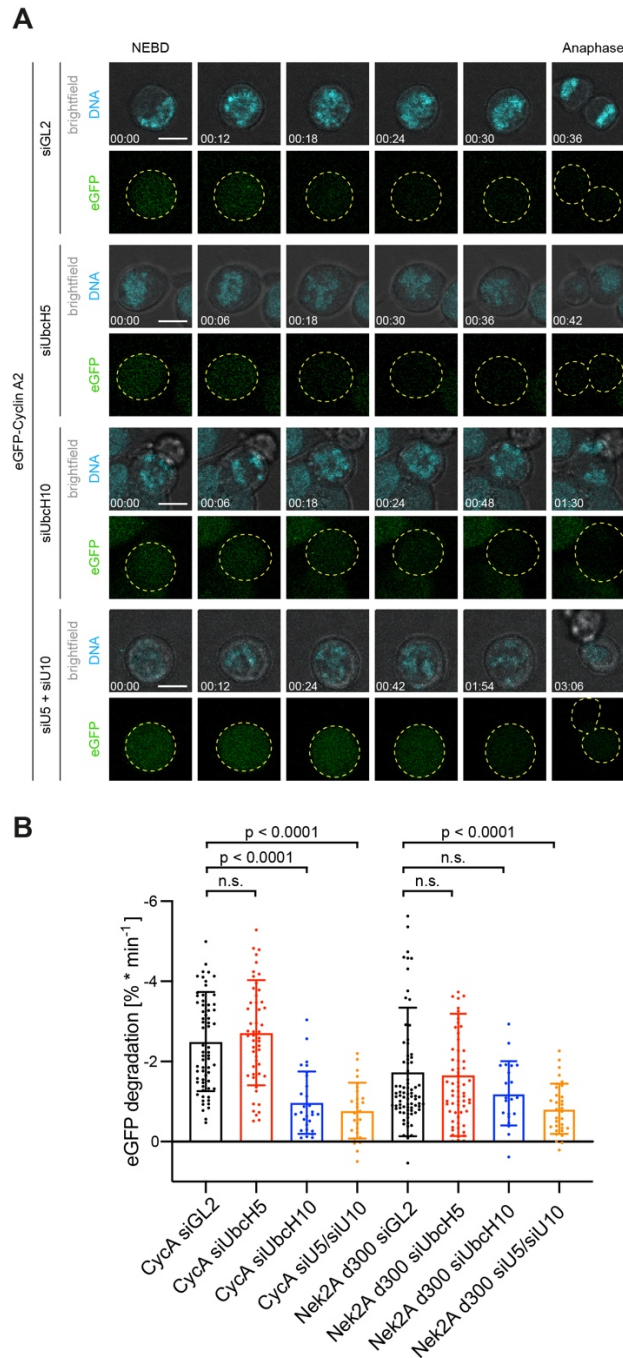 A
NEBD Anaphase
eGFP-Cyclin A2
siGL2
brightfield
DNA
00:00 00:12 00:18 00:24 00:30 00:36
eGFP
siUbcH5
brightfield
DNA
00:00 00:06 00:18 00:30 00:36 00:42
eGFP
siUbcH10
brightfield
DNA
00:00 00:06 00:18 00:24 00:48 01:30
eGFP
siU5 + siU10
brightfield
DNA
00:00 00:12 00:24 00:42 01:54 03:06
eGFP
B
p < 0.0001 p < 0.0001
p < 0.0001 n.s.
n.s. n.s.
eGFP degradation [% * min⁻¹]
-6
-4
-2
0
CycA siGL2
CycA siUbcH5
CycA siUbcH10
CycA siU5/siU10
Nek2A d300 siGL2
Nek2A d300 siUbcH5
Nek2A d300 siUbcH10
Nek2A d300 siU5/siU10